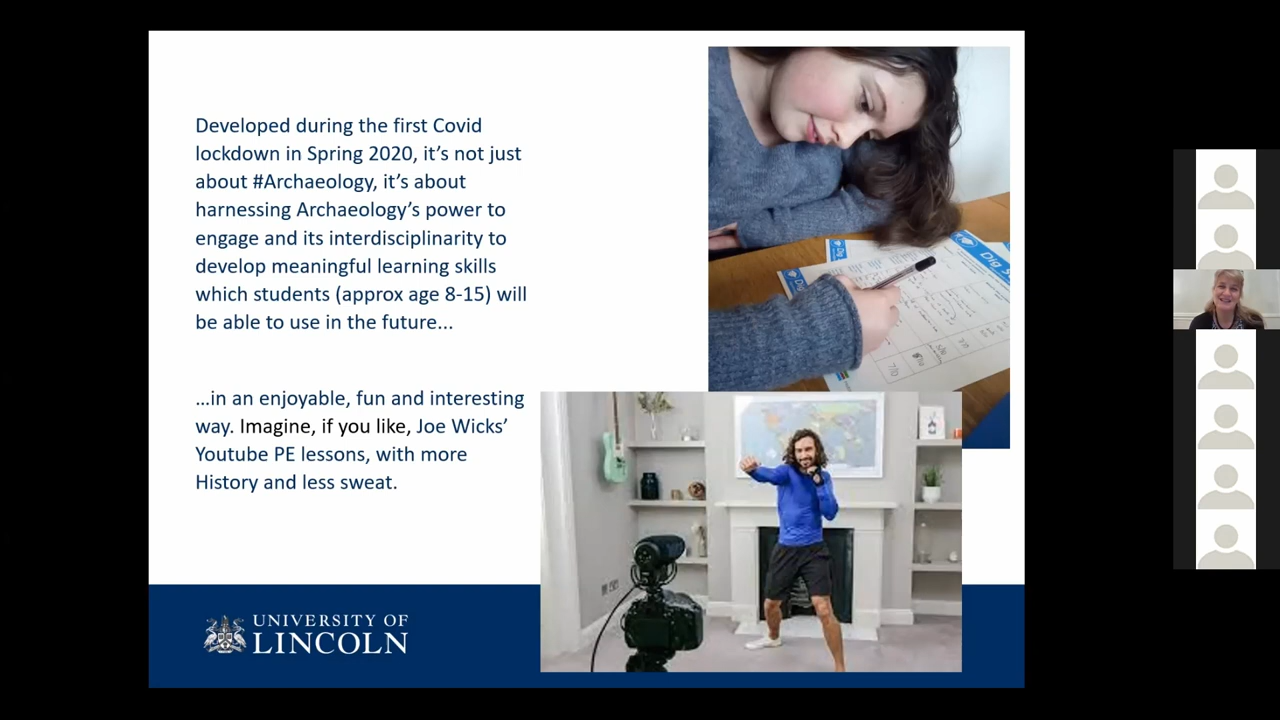 Developed during the first Covid
lockdown in Spring 2020, it's not just
about #Archaeology, it's about
harnessing Archaeology's power to
engage and its interdisciplinarity to
develop meaningful learning skills
which students (approx age 8-15) will
be able to use in the future...
...in an enjoyable, fun and interesting
way. Imagine, if you like, Joe Wicks'
Youtube PE lessons, with more
History and less sweat.
UNIVERSITY OF
LINCOLN
Dig
7/10